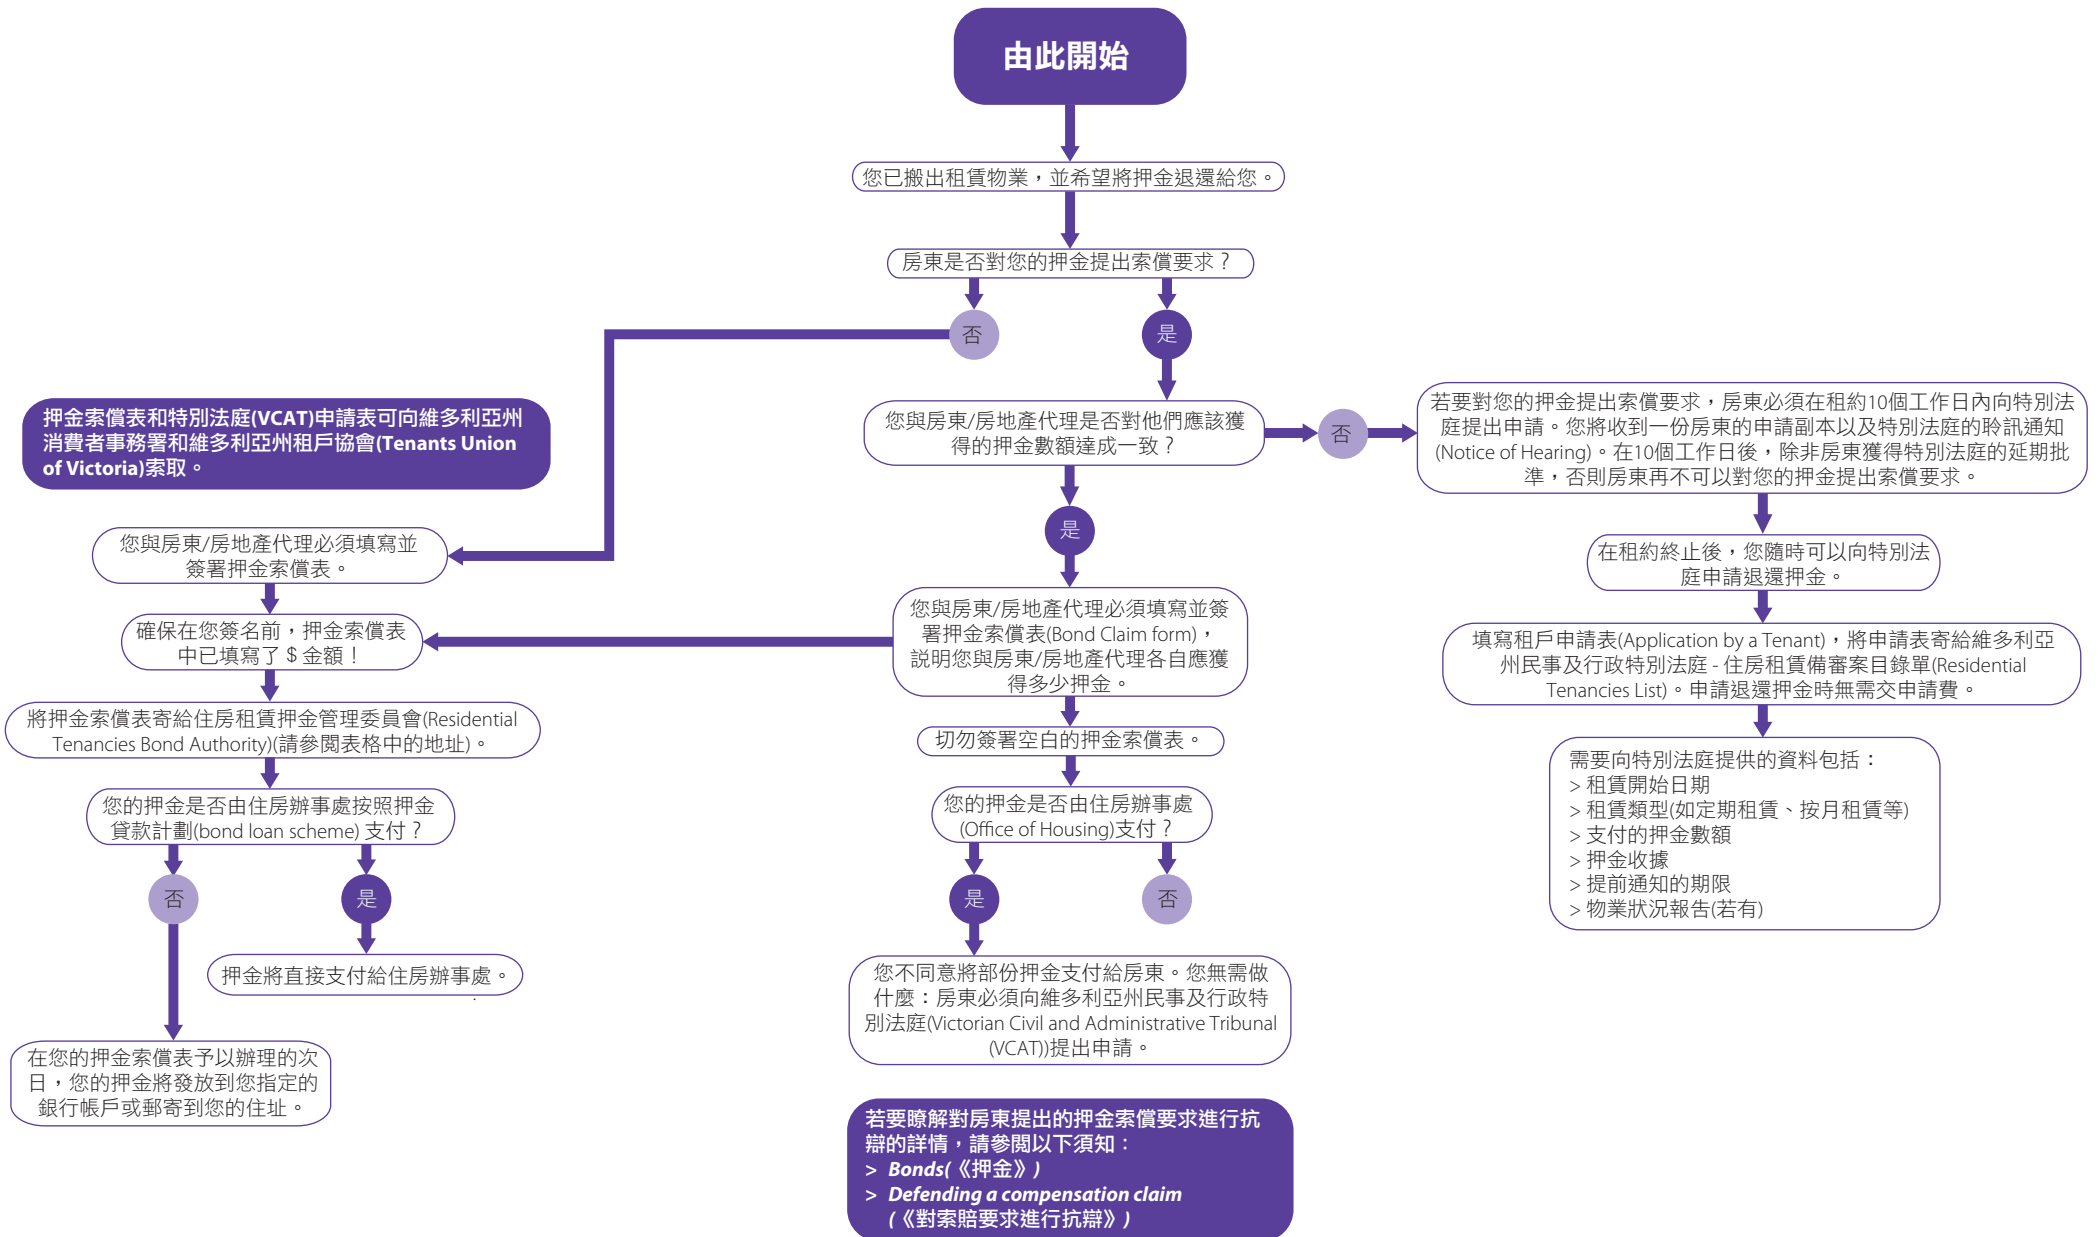 由此開始
您已搬出租賃物業，並希望將押金退還給您。
房東是否對您的押金提出索償要求？
否
是
押金索償表和特別法庭(VCAT)申請表可向維多利亞州
消費者事務署和維多利亞州租戶協會(Tenants Union
of Victoria)索取。
您與房東/房地產代理是否對他們應該獲
得的押金數額達成一致？
否
若要對您的押金提出索償要求，房東必須在租約10個工作日內向特別法
庭提出申請。您將收到一份房東的申請副本以及特別法庭的聆訊通知
(Notice of Hearing)。在10個工作日後，除非房東獲得特別法庭的延期批
準，否則房東再不可以對您的押金提出索償要求。
是
您與房東/房地產代理必須填寫並
簽署押金索償表。
在租約終止後，您隨時可以向特別法
庭申請退還押金。
確保在您簽名前，押金索償表
中已填寫了＄金額！
您與房東/房地產代理必須填寫並簽
署押金索償表(Bond Claim form)，
説明您與房東/房地產代理各自應獲
得多少押金。
填寫租戶申請表(Application by a Tenant)，將申請表寄給維多利亞
州民事及行政特別法庭 - 住房租賃備審案目錄單(Residential
Tenancies List)。申請退還押金時無需交申請費。
將押金索償表寄給住房租賃押金管理委員會(Residential
Tenancies Bond Authority)(請參閲表格中的地址)。
切勿簽署空白的押金索償表。
需要向特別法庭提供的資料包括：
> 租賃開始日期
> 租賃類型(如定期租賃、按月租賃等)
> 支付的押金數額
> 押金收據
> 提前通知的期限
> 物業狀況報告(若有)
您的押金是否由住房辦事處按照押金
貸款計劃(bond loan scheme) 支付？
您的押金是否由住房辦事處
(Office of Housing)支付？
否
是
是
否
押金將直接支付給住房辦事處。
您不同意將部份押金支付給房東。您無需做
什麼：房東必須向維多利亞州民事及行政特
別法庭(Victorian Civil and Administrative Tribunal
(VCAT))提出申請。
在您的押金索償表予以辦理的次
日，您的押金將發放到您指定的
銀行帳戶或郵寄到您的住址。
若要瞭解對房東提出的押金索償要求進行抗
辯的詳情，請參閲以下須知：
> Bonds(《押金》)
> Defending a compensation claim
(《對索賠要求進行抗辯》)